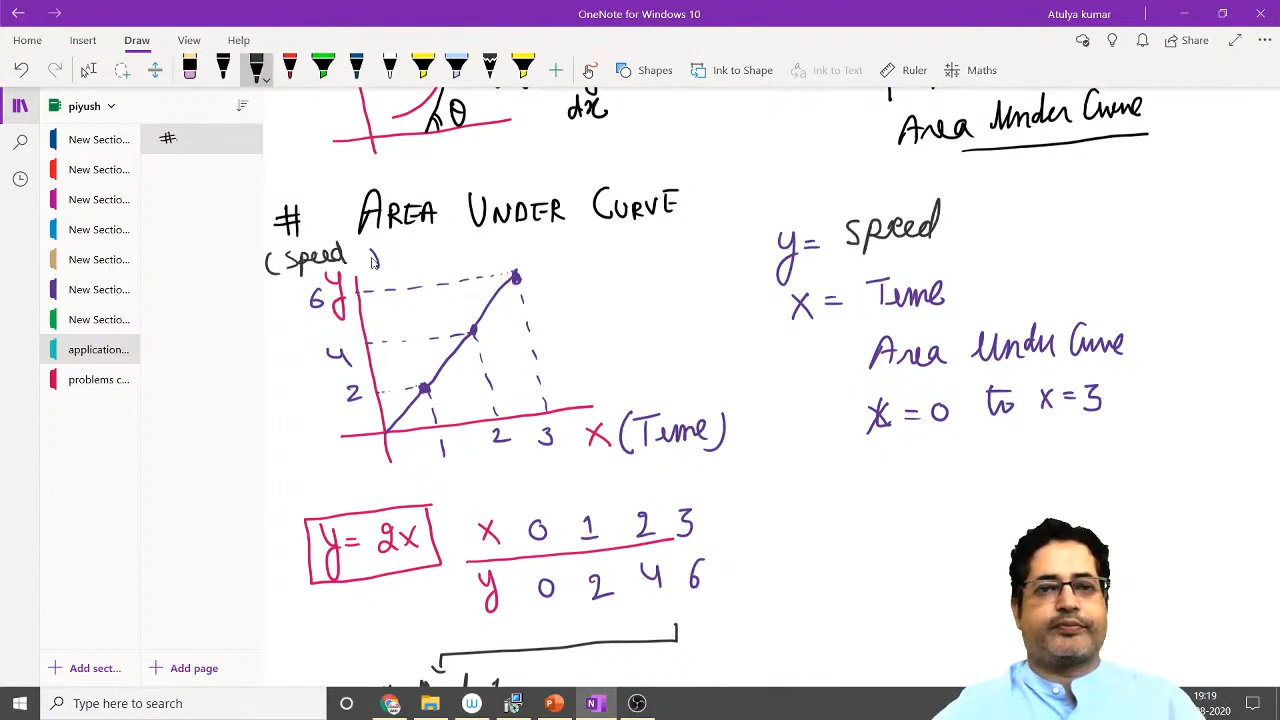 OneNote for Windows 10
Atulya kumar
Home Insert Draw View Help
Share
Shapes Ink to Shape Ink to Text Ruler Maths
piyush
#
New Sectio...
New Sectio...
New Sectio...
New Sectio...
New Sectio...
New Sectio...
New Sectio...
application...
problems c...
Add sect...
Add page
θ
dx
Area Under Curve
# AREA UNDER CURVE
(speed)
y
6
4
2
1 2 3 x (Time)
y = speed
x = Time
Area Under Curve
x = 0 to x = 3
y = 2x
x 0 1 2 3
y 0 2 4 6
Type here to search
19:19
-08-2020